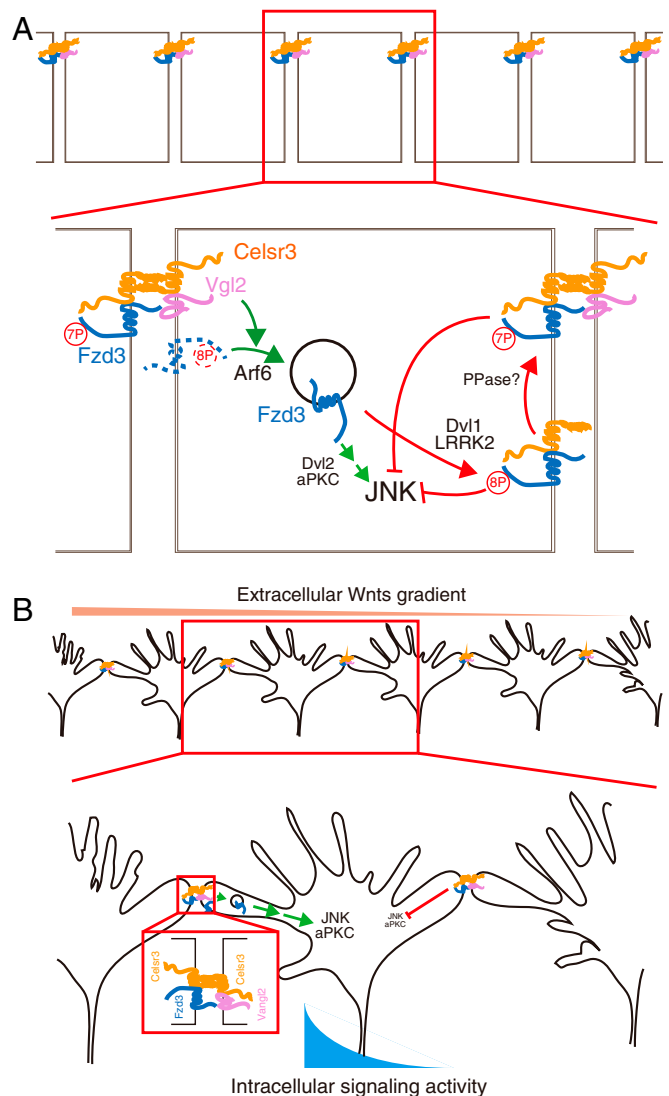 A
Celsr3
Vgl2
7P
Fzd3
8P
Arf6
Fzd3
Dvl2
aPKC
JNK
Dvl1
LRRK2
7P
PPase?
8P
B
Extracellular Wnts gradient
JNK
aPKC
JNK
aPKC
Celsr3
Fzd3
Celsr3
Vangl2
Intracellular signaling activity